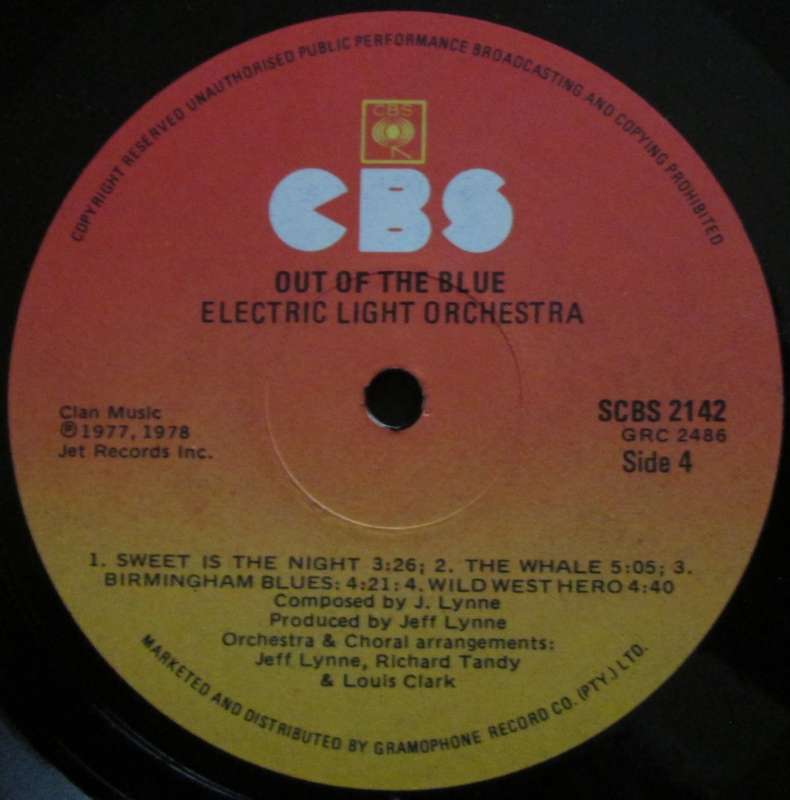 COPYRIGHT RESERVED UNAUTHORISED PUBLIC PERFORMANCE BROADCASTING AND COPYING PROHIBITED
CBS
CBS
OUT OF THE BLUE
ELECTRIC LIGHT ORCHESTRA
Clan Music
℗1977, 1978
Jet Records Inc.
SCBS 2142
GRC 2486
Side 4
1. SWEET IS THE NIGHT 3:26; 2. THE WHALE 5:05; 3.
BIRMINGHAM BLUES: 4:21; 4. WILD WEST HERO 4:40
Composed by J. Lynne
Produced by Jeff Lynne
Orchestra & Choral arrangements:
Jeff Lynne, Richard Tandy
& Louis Clark
MARKETED AND DISTRIBUTED BY GRAMOPHONE RECORD CO. (PTY.) LTD.